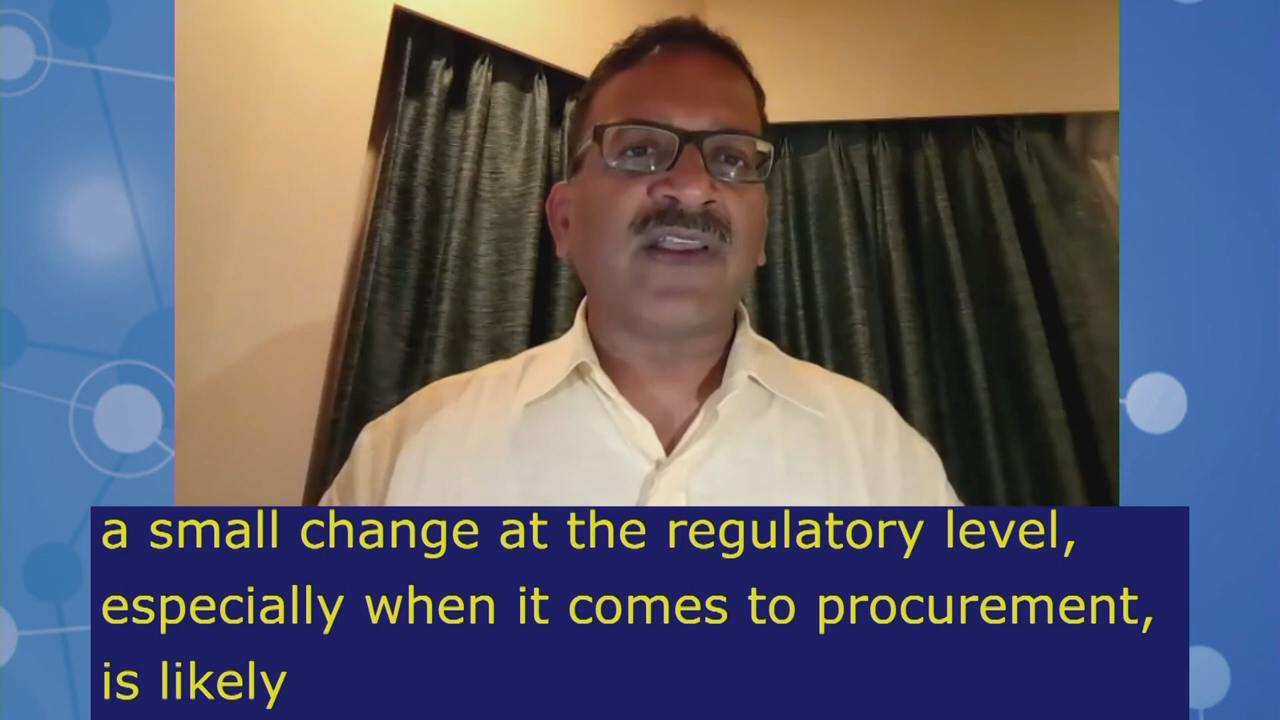 a small change at the regulatory level,
especially when it comes to procurement,
is likely